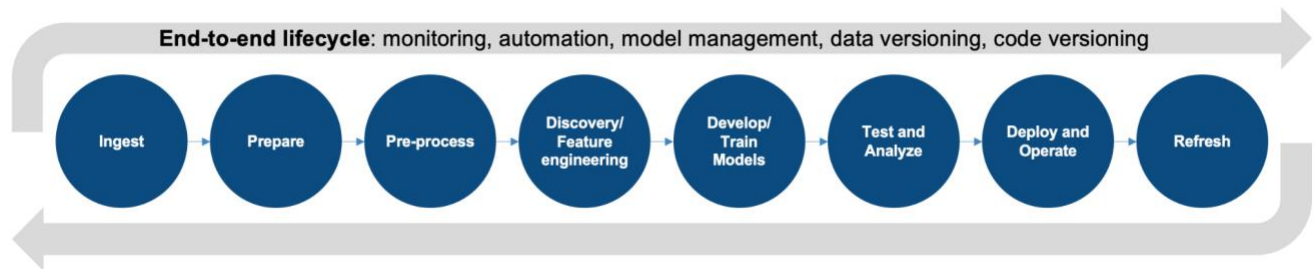 End-to-end lifecycle: monitoring, automation, model management, data versioning, code versioning
Ingest
Prepare
Pre-process
Discovery/
Feature
engineering
Develop/
Train
Models
Test and
Analyze
Deploy and
Operate
Refresh